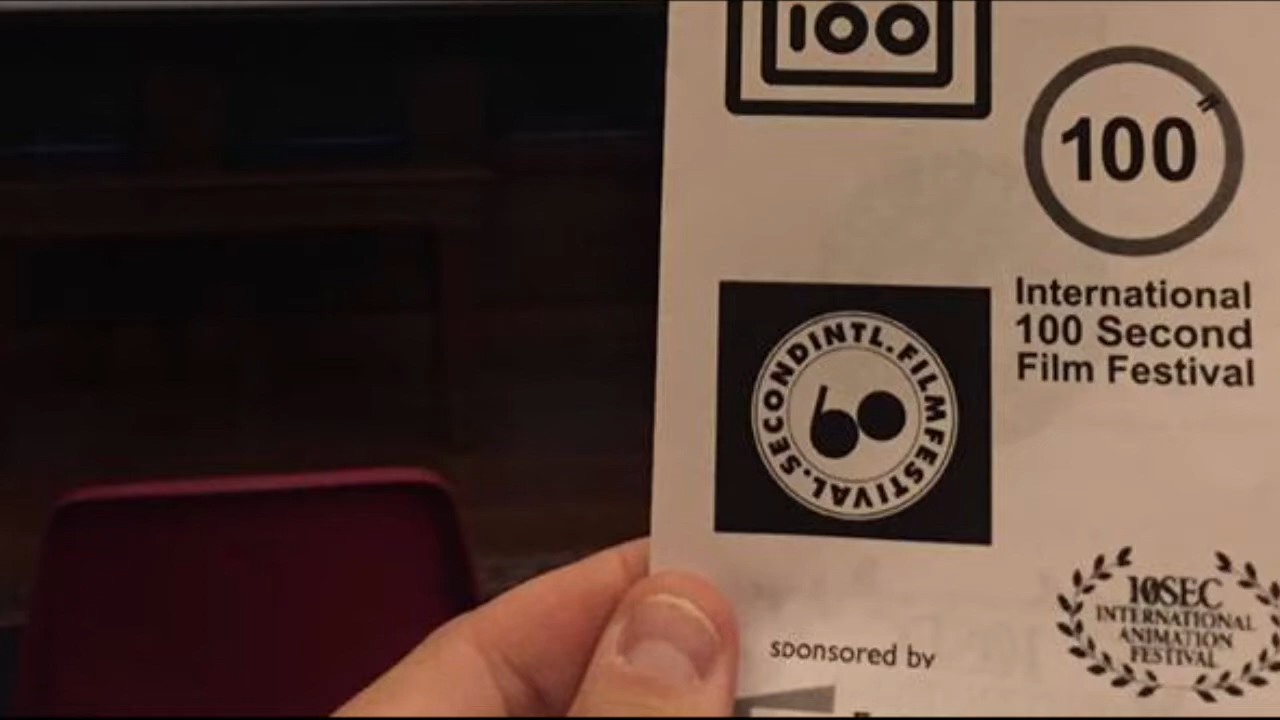 100
100"
International
100 Second
Film Festival
SECONDINTL.FILMFESTIVAL.
60
10SEC
INTERNATIONAL
ANIMATION
FESTIVAL
sponsored by